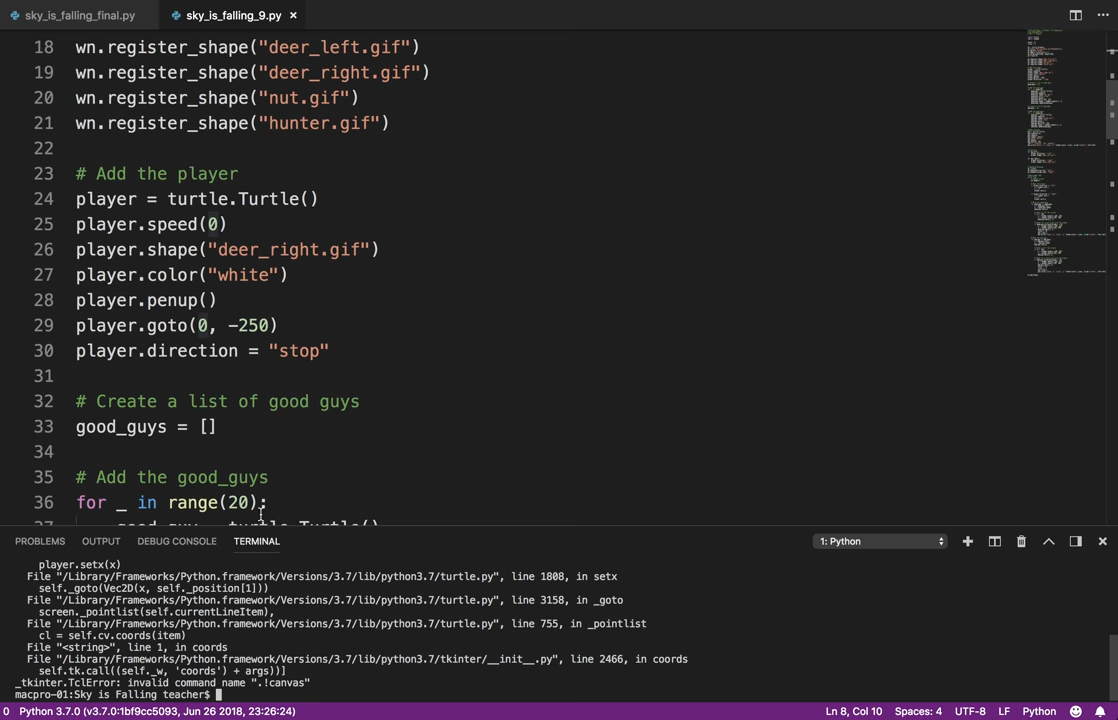 sky_is_falling_final.py
sky_is_falling_9.py ×
18 wn.register_shape("deer_left.gif")
19 wn.register_shape("deer_right.gif")
20 wn.register_shape("nut.gif")
21 wn.register_shape("hunter.gif")
22
23 # Add the player
24 player = turtle.Turtle()
25 player.speed(0)
26 player.shape("deer_right.gif")
27 player.color("white")
28 player.penup()
29 player.goto(0, -250)
30 player.direction = "stop"
31
32 # Create a list of good guys
33 good_guys = []
34
35 # Add the good_guys
36 for _ in range(20):
37 good_guy = turtle.Turtle()
PROBLEMS OUTPUT DEBUG CONSOLE TERMINAL 1: Python
player.setx(x)
File "/Library/Frameworks/Python.framework/Versions/3.7/lib/python3.7/turtle.py", line 1808, in setx
self._goto(Vec2D(x, self._position[1]))
File "/Library/Frameworks/Python.framework/Versions/3.7/lib/python3.7/turtle.py", line 3158, in _goto
screen._pointlist(self.currentLineItem),
File "/Library/Frameworks/Python.framework/Versions/3.7/lib/python3.7/turtle.py", line 755, in _pointlist
cl = self.cv.coords(item)
File "<string>", line 1, in coords
File "/Library/Frameworks/Python.framework/Versions/3.7/lib/python3.7/tkinter/__init__.py", line 2466, in coords
self.tk.call((self._w, 'coords') + args))]
_tkinter.TclError: invalid command name ".!canvas"
macpro-01:Sky is Falling teacher$
0 Python 3.7.0 (v3.7.0:1bf9cc5093, Jun 26 2018, 23:26:24) Ln 8, Col 10 Spaces: 4 UTF-8 LF Python